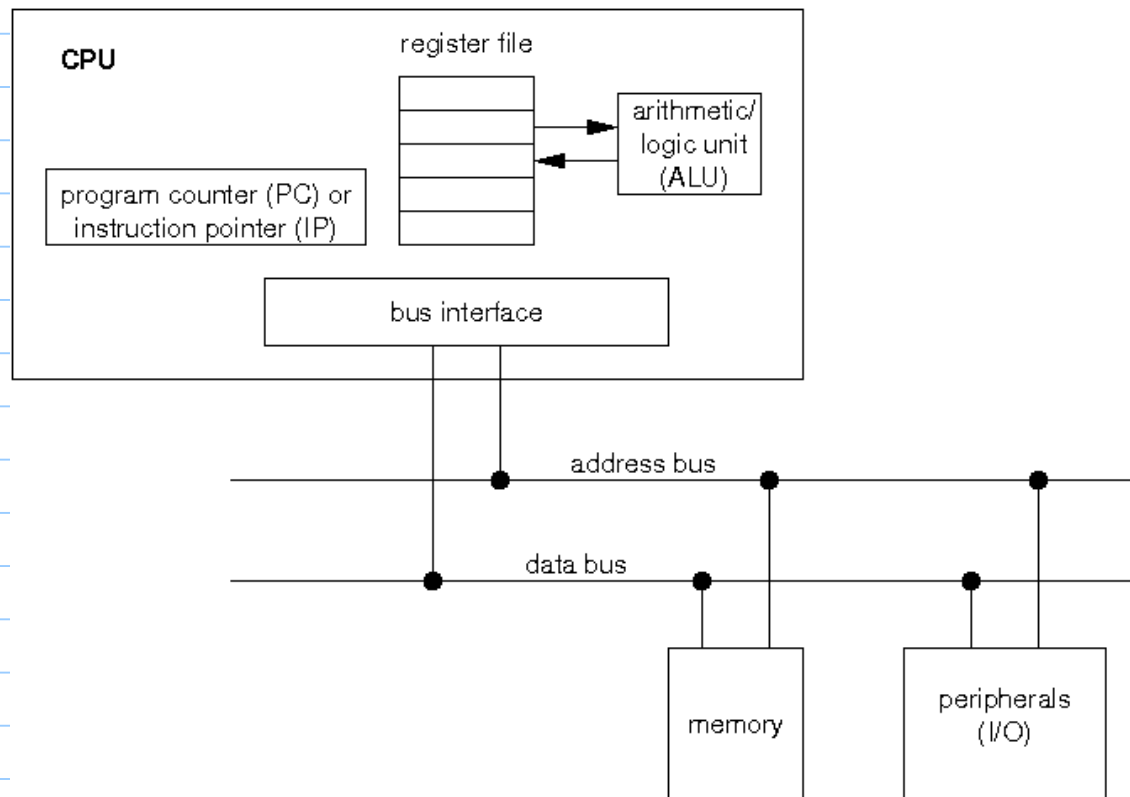 CPU
register file
arithmetic/
logic unit
(ALU)
program counter (PC) or
instruction pointer (IP)
bus interface
address bus
data bus
memory
peripherals
(I/O)